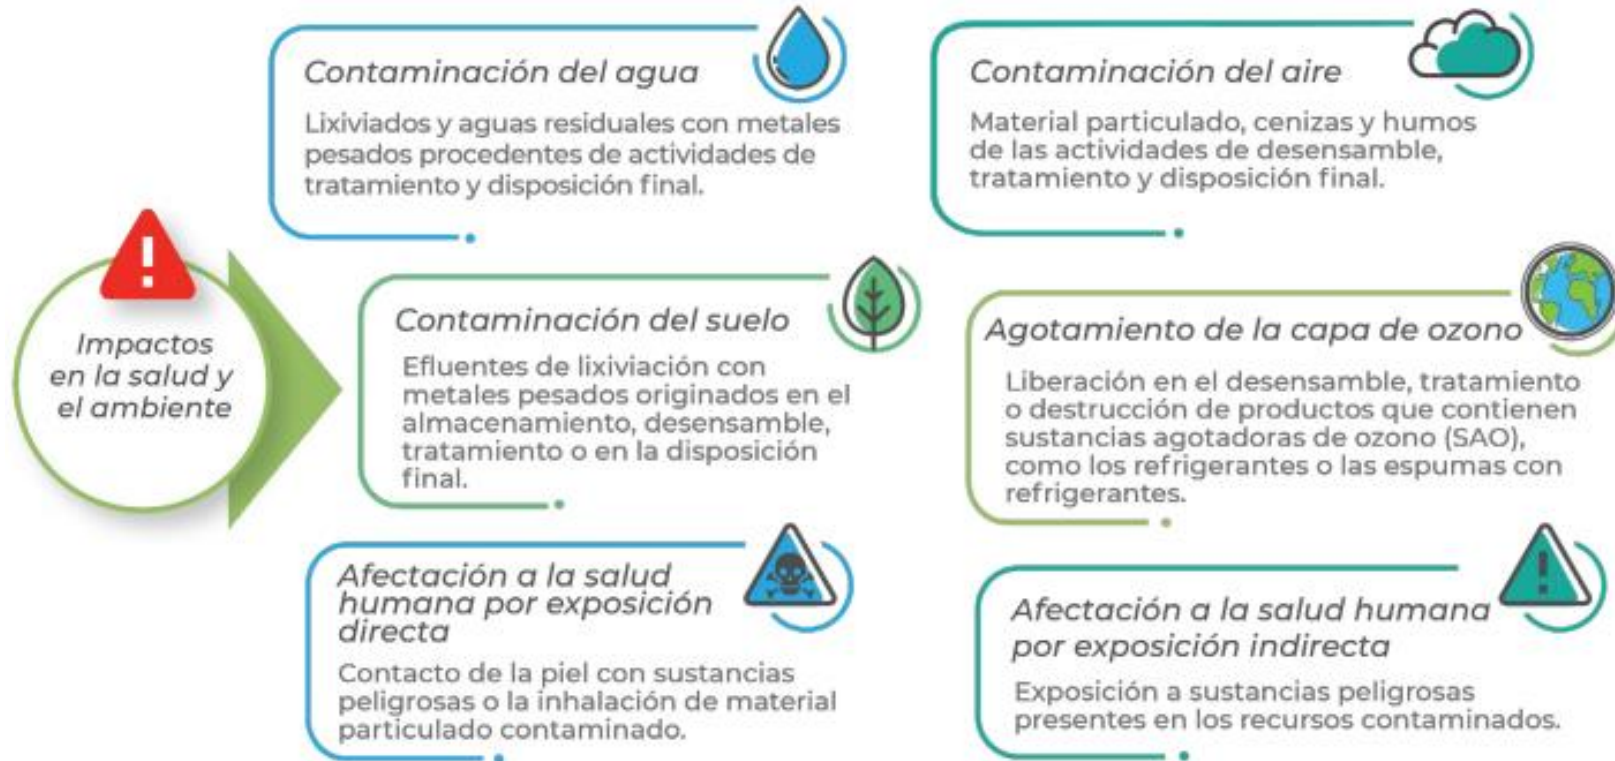 Impactos
en la salud y
el ambiente
Contaminación del agua
Lixiviados y aguas residuales con metales
pesados procedentes de actividades de
tratamiento y disposición final.
Contaminación del aire
Material particulado, cenizas y humos
de las actividades de desensamble,
tratamiento y disposición final.
Contaminación del suelo
Efluentes de lixiviación con
metales pesados originados en el
almacenamiento, desensamble,
tratamiento o en la disposición
final.
Agotamiento de la capa de ozono
Liberación en el desensamble, tratamiento
o destrucción de productos que contienen
sustancias agotadoras de ozono (SAO),
como los refrigerantes o las espumas con
refrigerantes.
Afectación a la salud
humana por exposición
directa
Contacto de la piel con sustancias
peligrosas o la inhalación de material
particulado contaminado.
Afectación a la salud humana
por exposición indirecta
Exposición a sustancias peligrosas
presentes en los recursos contaminados.